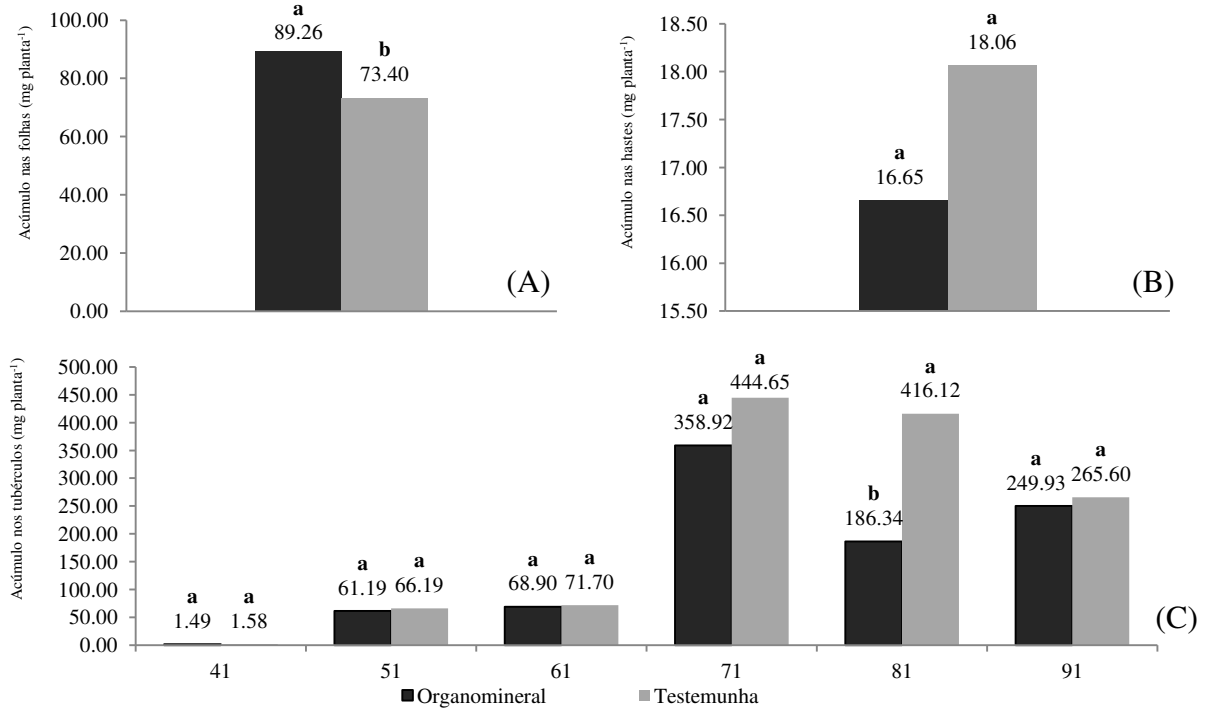 Acúmulo nas folhas (mg planta⁻¹)
100.00
80.00
60.00
40.00
20.00
0.00
a
89.26
b
73.40
(A)
Acúmulo nas hastes (mg planta⁻¹)
18.50
18.00
17.50
17.00
16.50
16.00
15.50
a
16.65
a
18.06
(B)
Acúmulo nos tubérculos (mg planta⁻¹)
500.00
450.00
400.00
350.00
300.00
250.00
200.00
150.00
100.00
50.00
0.00
a a
1.49 1.58
a a
61.19 66.19
a a
68.90 71.70
a
358.92
a
444.65
b
186.34
a
416.12
a a
249.93 265.60
(C)
41 51 61 71 81 91
Organomineral Testemunha